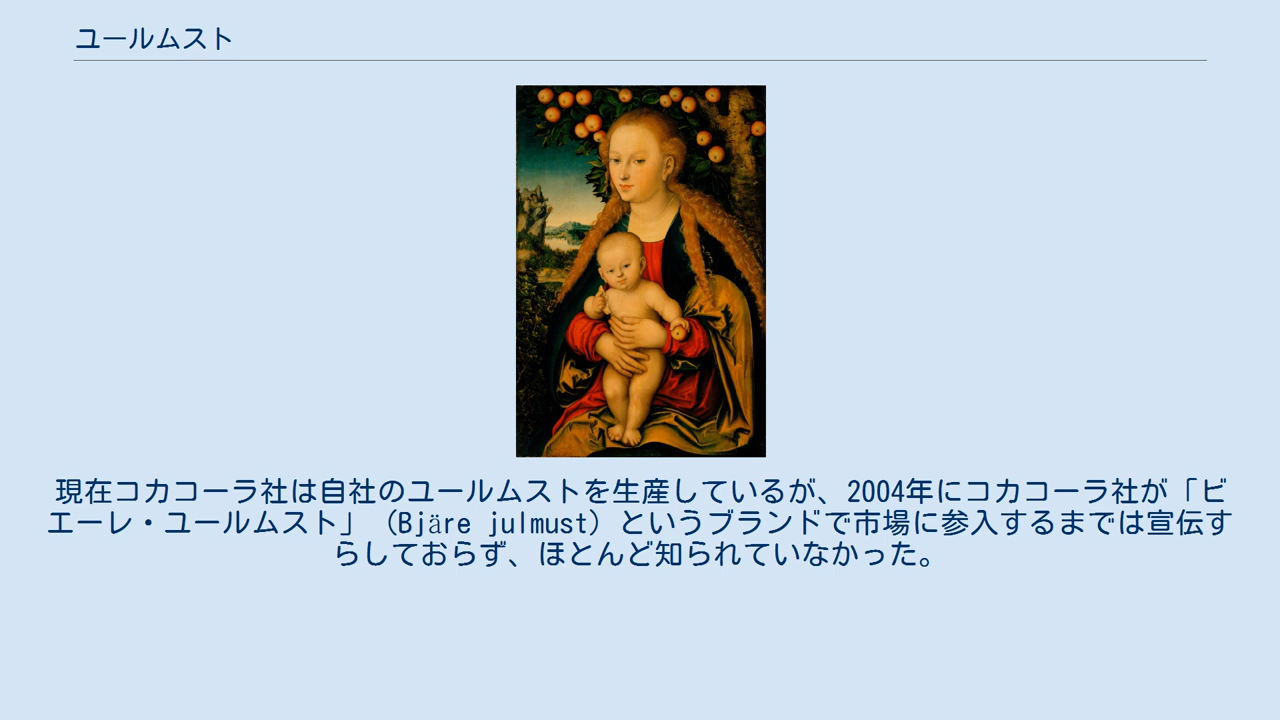 ユールムスト
現在コカコーラ社は自社のユールムストを生産しているが、2004年にコカコーラ社が「ビ
エーレ・ユールムスト」（Bjäre julmust）というブランドで市場に参入するまでは宣伝す
らしておらず、ほとんど知られていなかった。